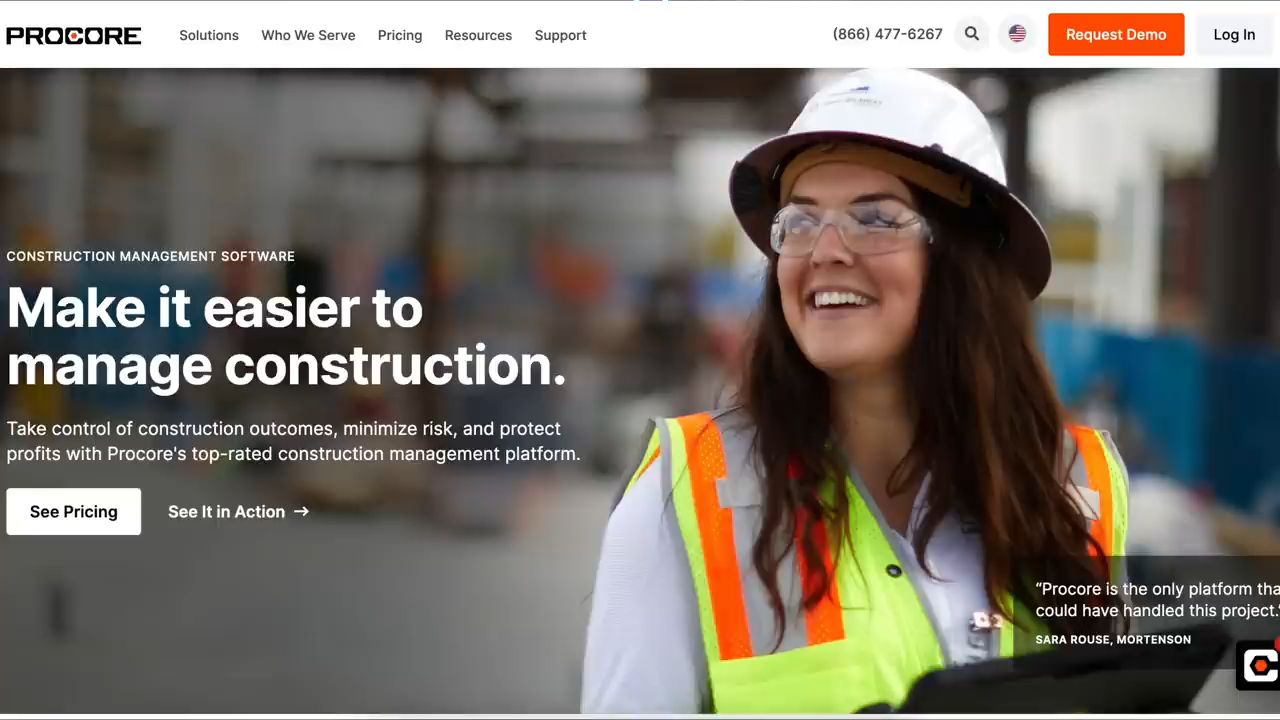 PROCORE
Solutions
Who We Serve
Pricing
Resources
Support
(866) 477-6267
Request Demo
Log In
CONSTRUCTION MANAGEMENT SOFTWARE
Make it easier to
manage construction.
Take control of construction outcomes, minimize risk, and protect
profits with Procore's top-rated construction management platform.
See Pricing
See It in Action →
“Procore is the only platform tha
could have handled this project.
SARA ROUSE, MORTENSON